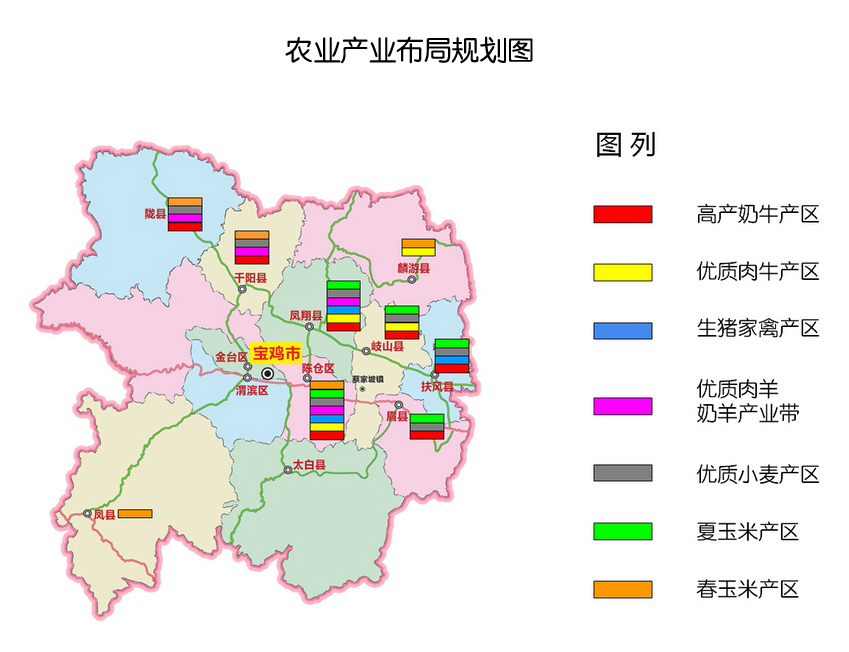 农业产业布局规划图
图列
高产奶牛产区
优质肉牛产区
生猪家禽产区
优质肉羊
奶羊产业带
优质小麦产区
夏玉米产区
春玉米产区
陇县
千阳县
麟游县
凤翔县
岐山县
金台区
宝鸡市
陈仓区
蔡家坡镇
扶风县
渭滨区
眉县
太白县
凤县